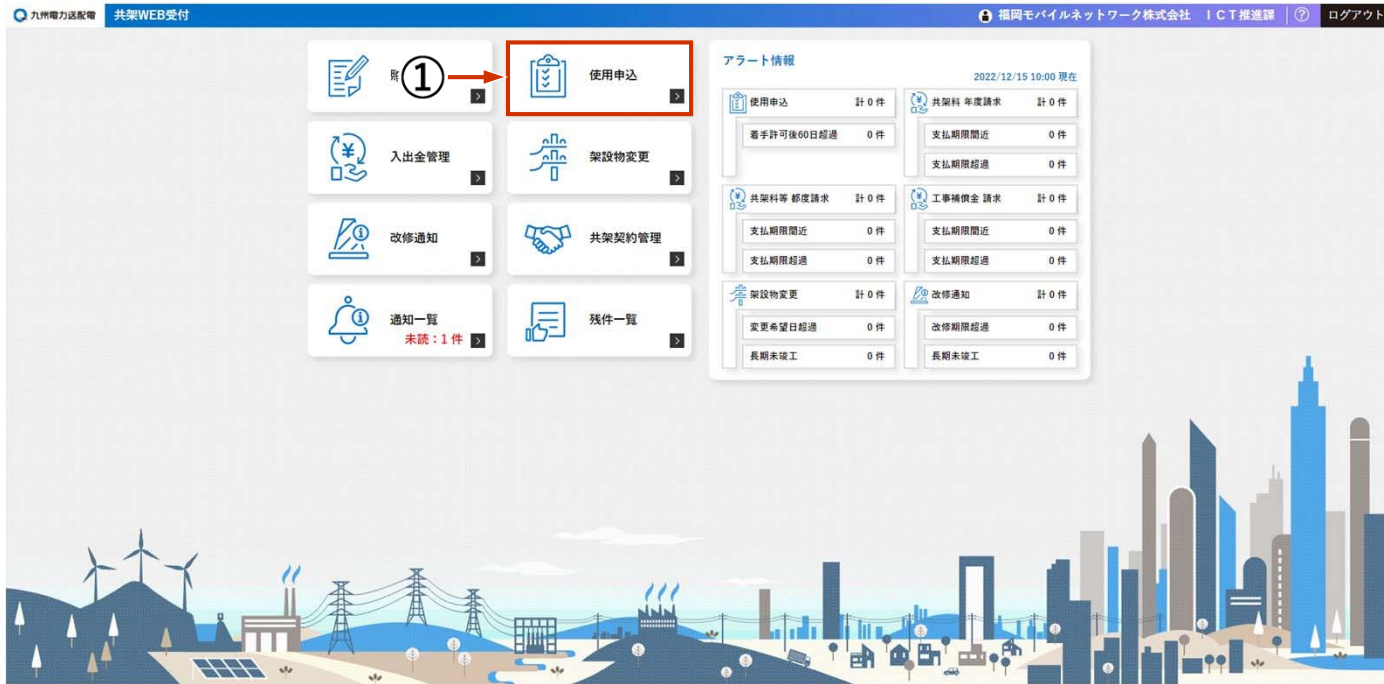 九州電力送配電 共架WEB受付
福岡モバイルネットワーク株式会社 ICT推進課 ? ログアウト
①
使用申込
入出金管理
架設物変更
改修通知
共架契約管理
通知一覧
未読:1件
残件一覧
アラート情報
2022/12/15 10:00 現在
使用申込 計 0 件
着手許可後60日超過 0 件
共架料 年度請求 計 0 件
支払期限間近 0 件
支払期限超過 0 件
共架料等 都度請求 計 0 件
支払期限間近 0 件
支払期限超過 0 件
工事補償金 請求 計 0 件
支払期限間近 0 件
支払期限超過 0 件
架設物変更 計 0 件
変更希望日超過 0 件
長期未竣工 0 件
改修通知 計 0 件
改修期限超過 0 件
長期未竣工 0 件